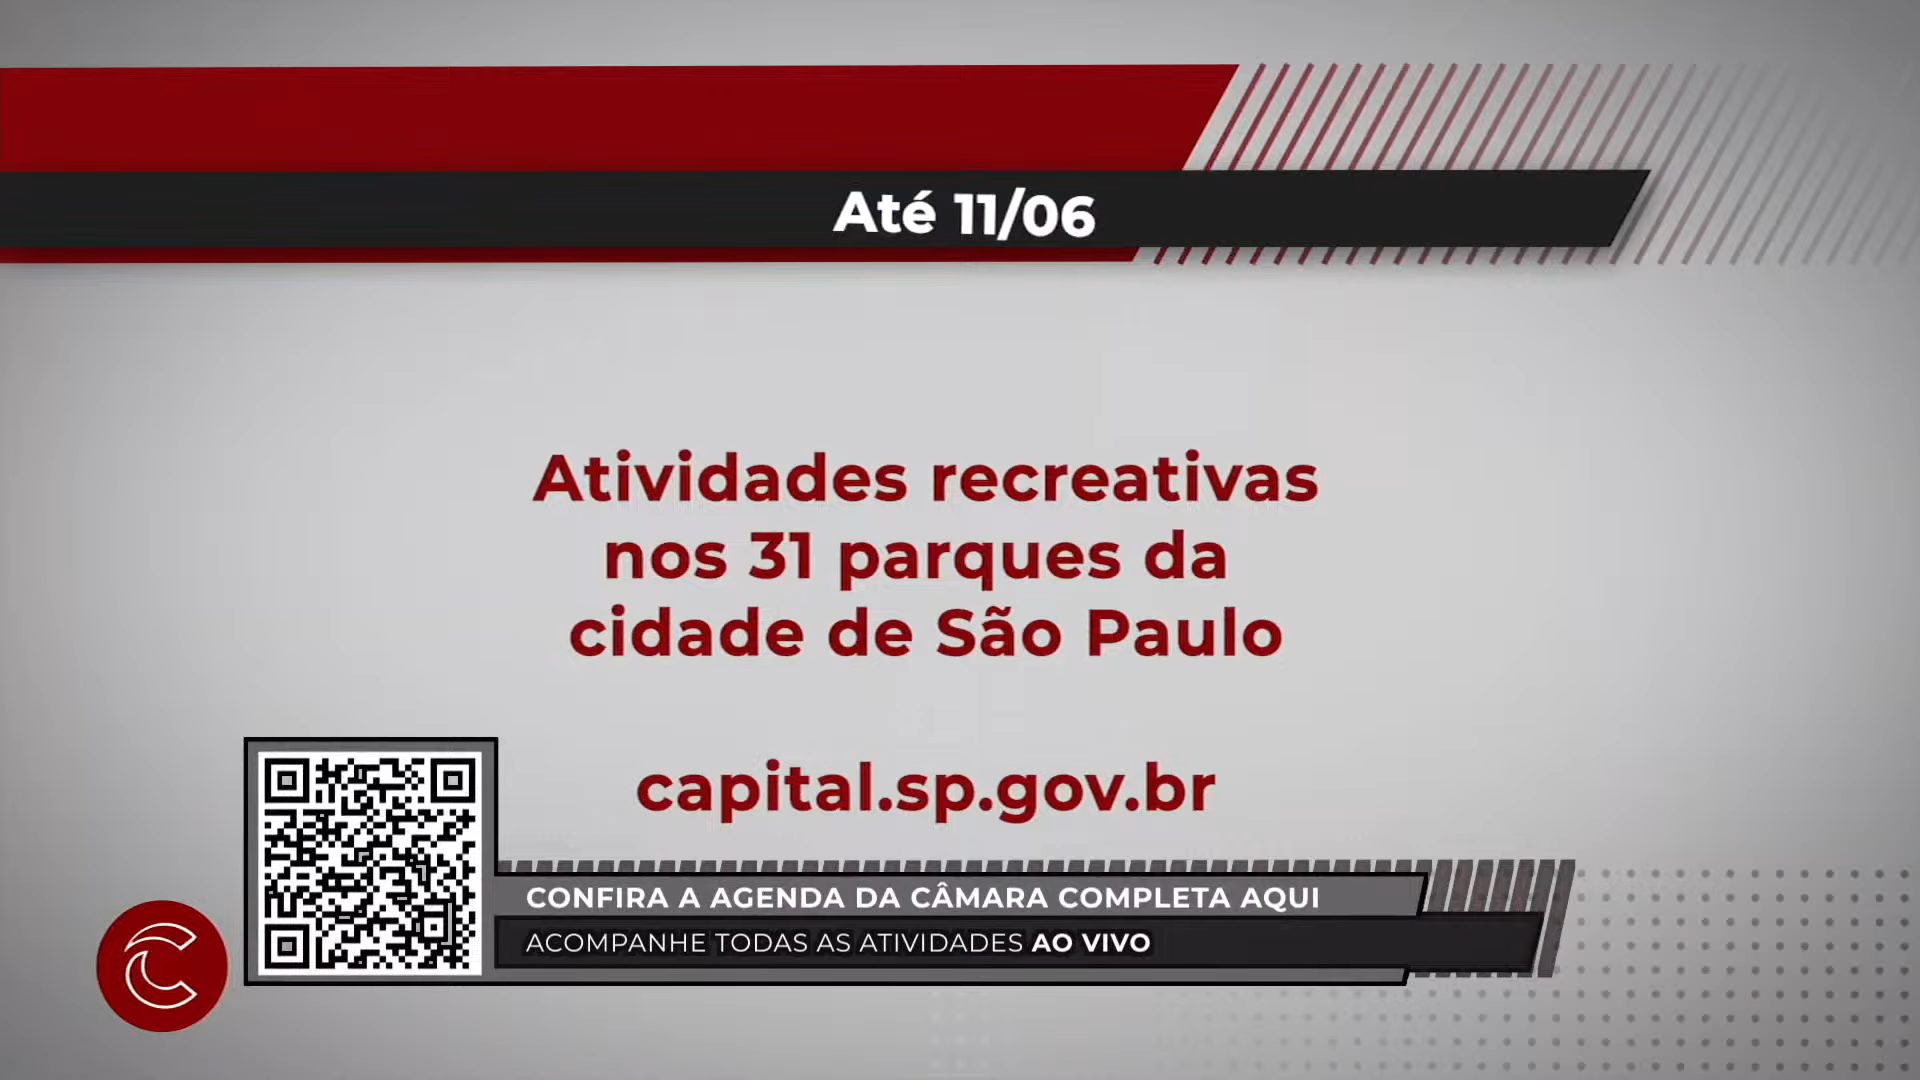 Até 11/06
Atividades recreativas
nos 31 parques da
cidade de São Paulo
capital.sp.gov.br
CONFIRA A AGENDA DA CÂMARA COMPLETA AQUI
ACOMPANHE TODAS AS ATIVIDADES AO VIVO